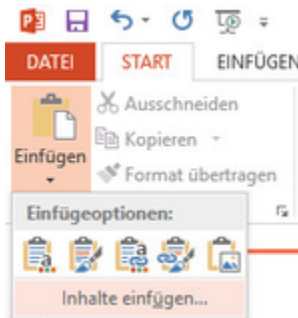 DATEI START EINFÜGEN
Ausschneiden
Kopieren
Einfügen
Format übertragen
Einfügeoptionen:
Inhalte einfügen...